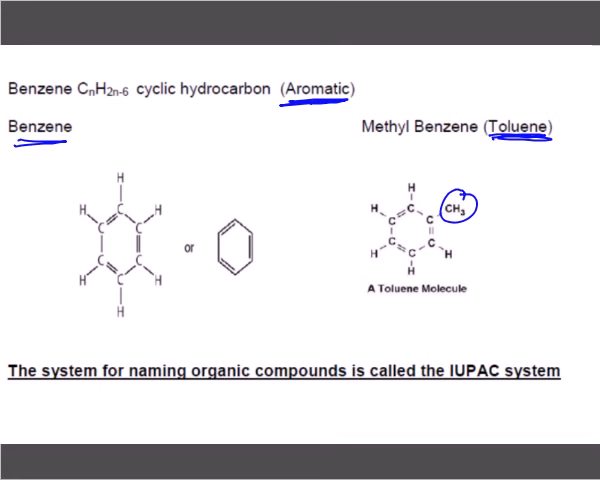 Benzene CnH2n-6 cyclic hydrocarbon (Aromatic)
Benzene
Methyl Benzene (Toluene)
H
H C H
C C
or
C C
H C H
H
H
H C CH3
C C
C C
H C H
H
A Toluene Molecule
The system for naming organic compounds is called the IUPAC system